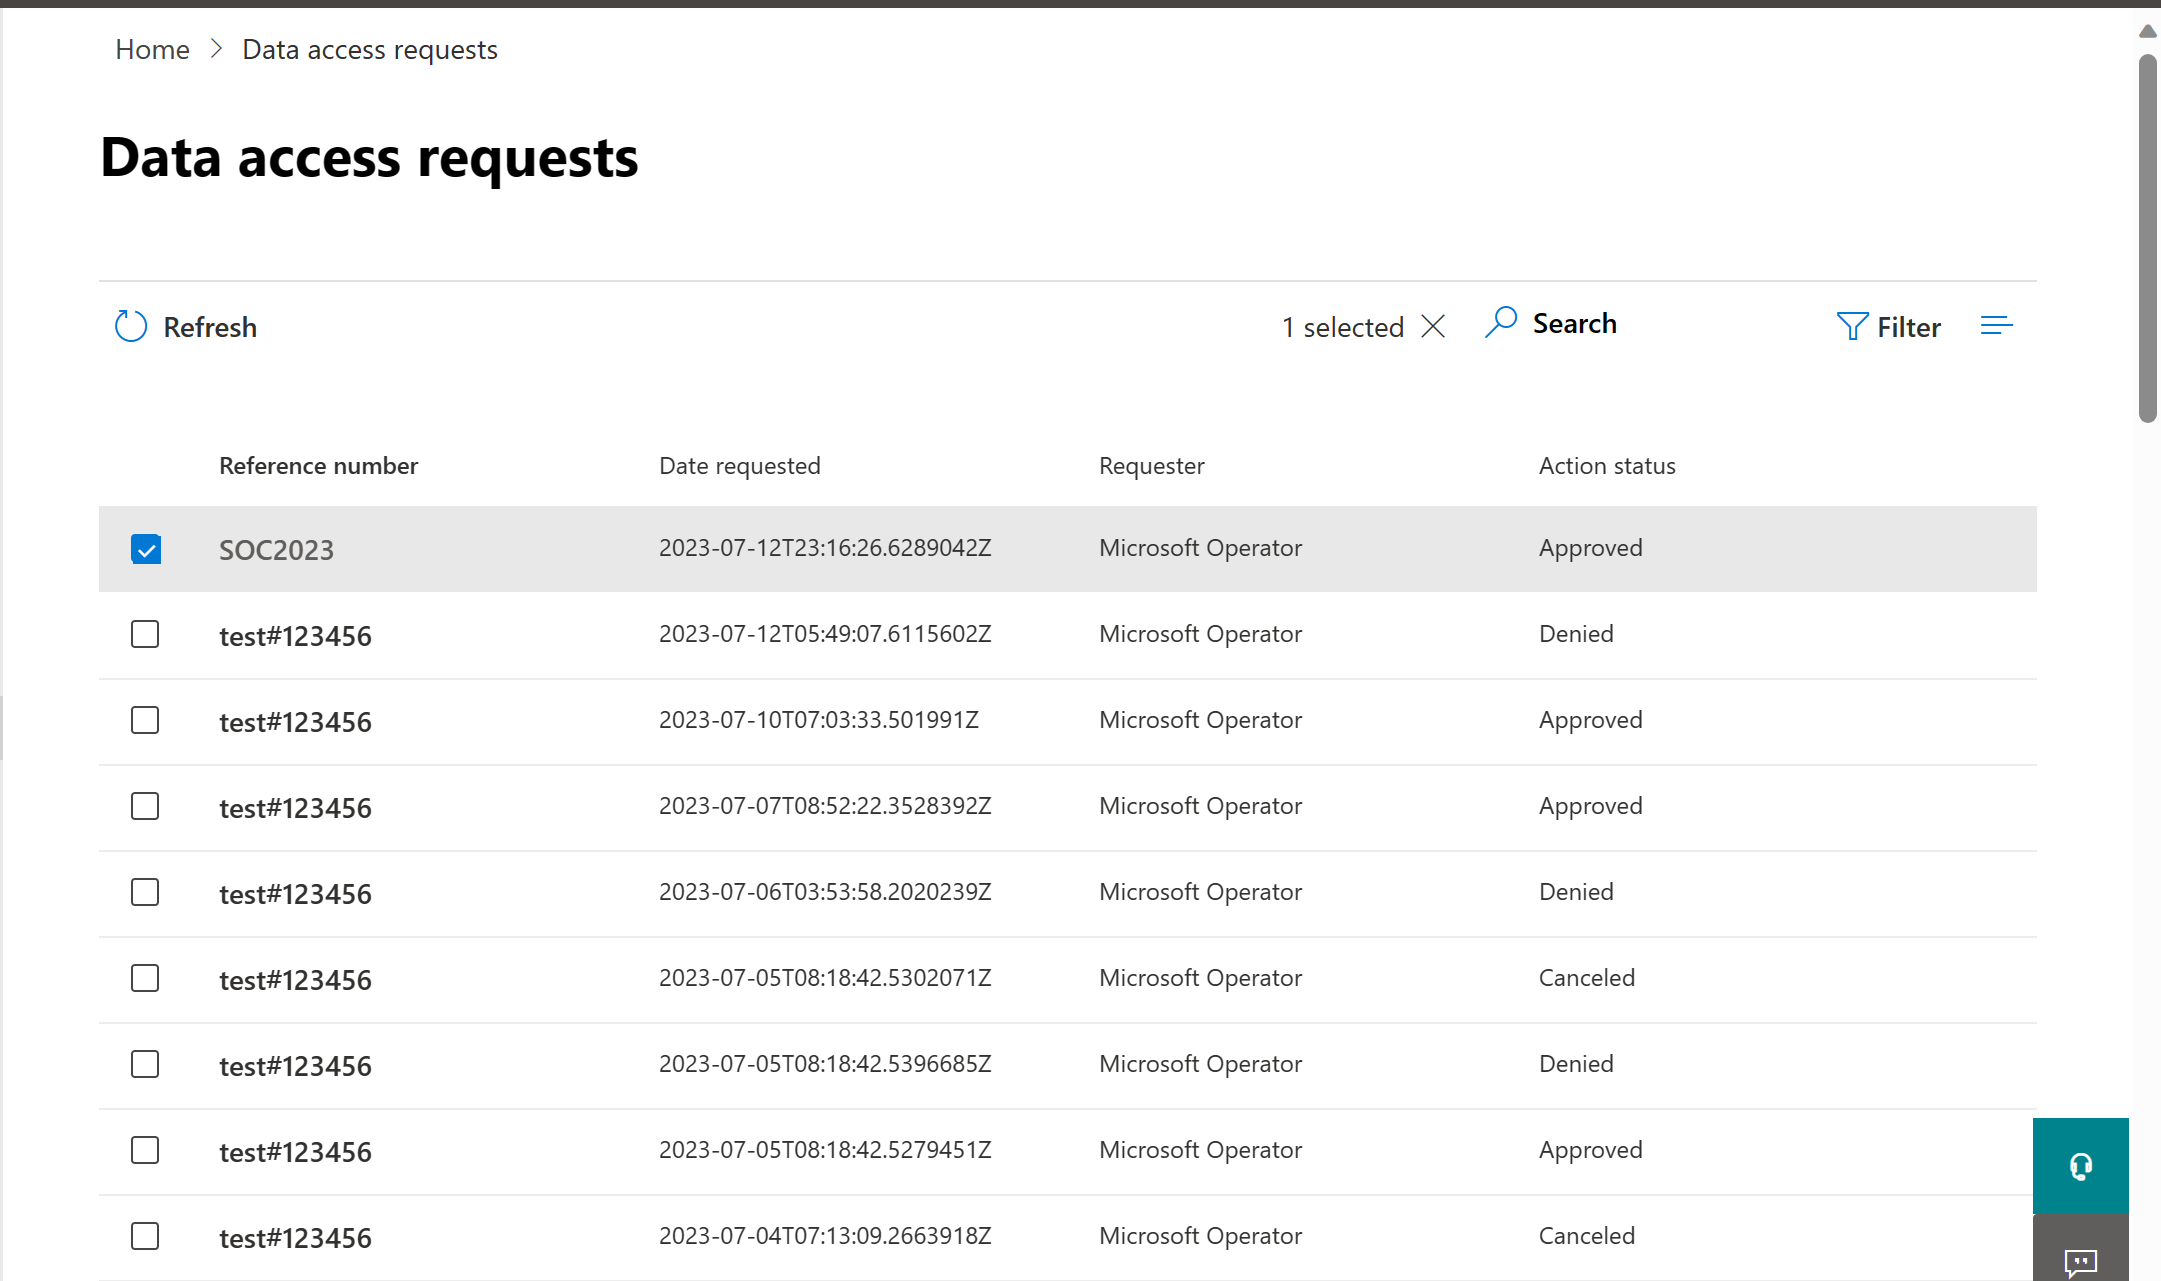 Home > Data access requests
Data access requests
Refresh 1 selected Search Filter
Reference number Date requested Requester Action status
SOC2023 2023-07-12T23:16:26.6289042Z Microsoft Operator Approved
test#123456 2023-07-12T05:49:07.6115602Z Microsoft Operator Denied
test#123456 2023-07-10T07:03:33.501991Z Microsoft Operator Approved
test#123456 2023-07-07T08:52:22.3528392Z Microsoft Operator Approved
test#123456 2023-07-06T03:53:58.2020239Z Microsoft Operator Denied
test#123456 2023-07-05T08:18:42.5302071Z Microsoft Operator Canceled
test#123456 2023-07-05T08:18:42.5396685Z Microsoft Operator Denied
test#123456 2023-07-05T08:18:42.5279451Z Microsoft Operator Approved
test#123456 2023-07-04T07:13:09.2663918Z Microsoft Operator Canceled